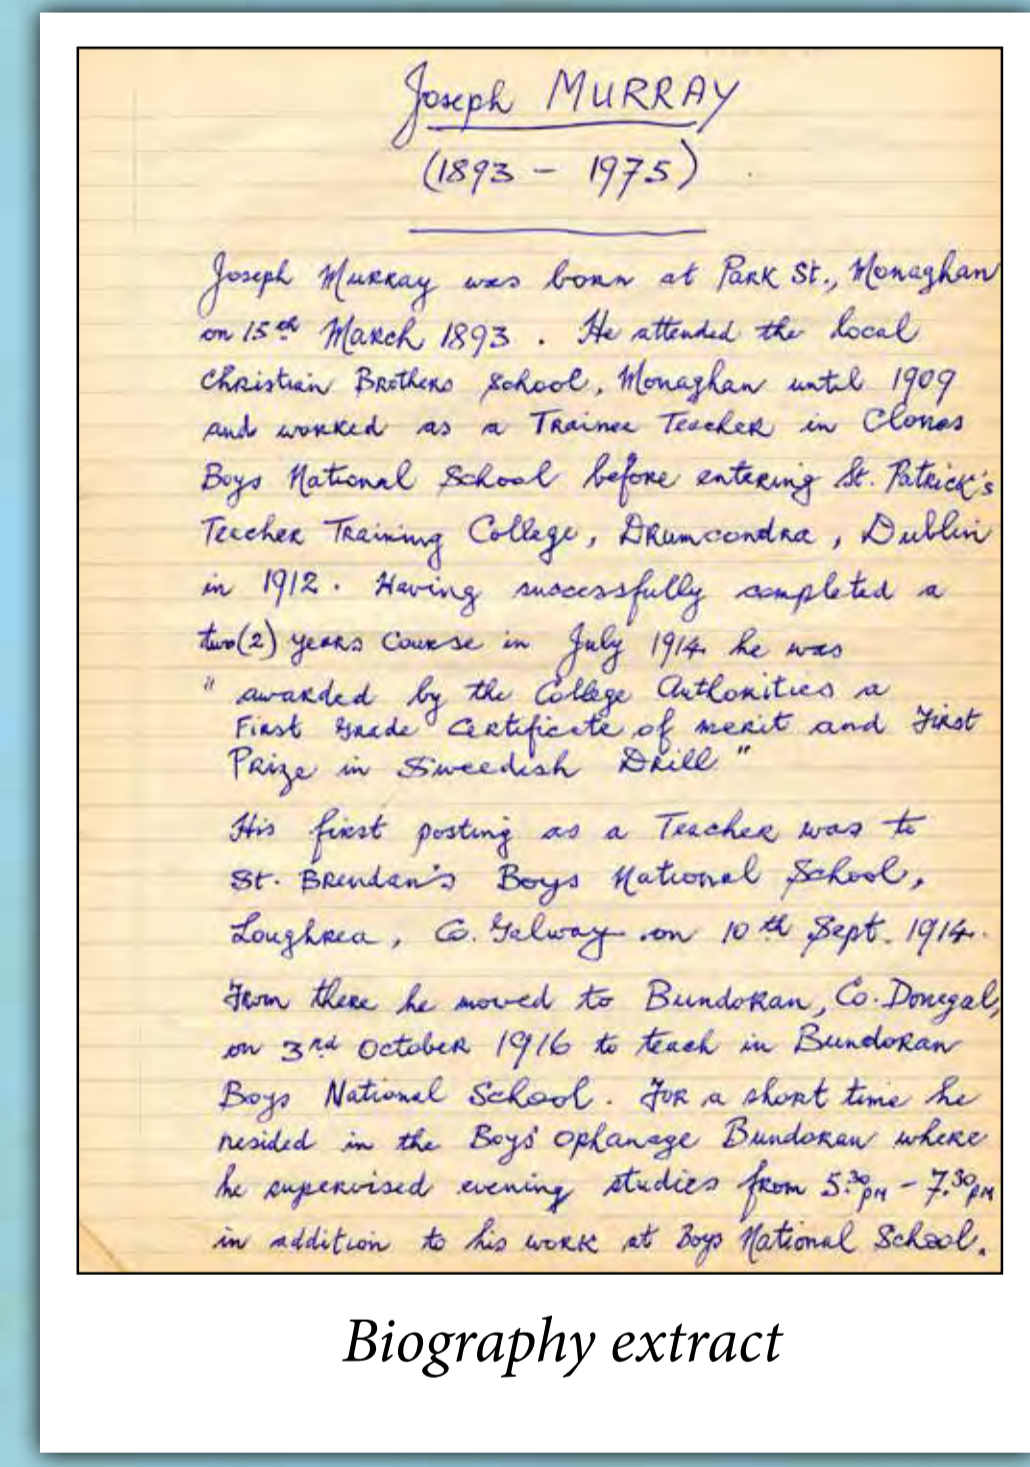 Joseph MURRAY
(1893 - 1975)
Joseph Murray was born at Park St., Monaghan
on 15th March 1893. He attended the local
Christian Brothers School, Monaghan until 1909
and worked as a Trainee Teacher in Clones
Boys National School before entering St. Patrick's
Teacher Training College, Drumcondra, Dublin
in 1912. Having successfully completed a
two(2) years course in July 1914 he was
" awarded by the College Authorities a
First Grade Certificate of merit and First
Prize in Sweedish Drill "
His first posting as a Teacher was to
St. Brendan's Boys National School,
Loughrea, Co. Galway on 10th Sept. 1914.
From there he moved to Bundoran, Co. Donegal,
on 3rd October 1916 to teach in Bundoran
Boys National School. For a short time he
resided in the Boys' Ophanage Bundoran where
he supervised evening studies from 5.30pm - 7.30pm
in addition to his work at Boys National School.
Biography extract